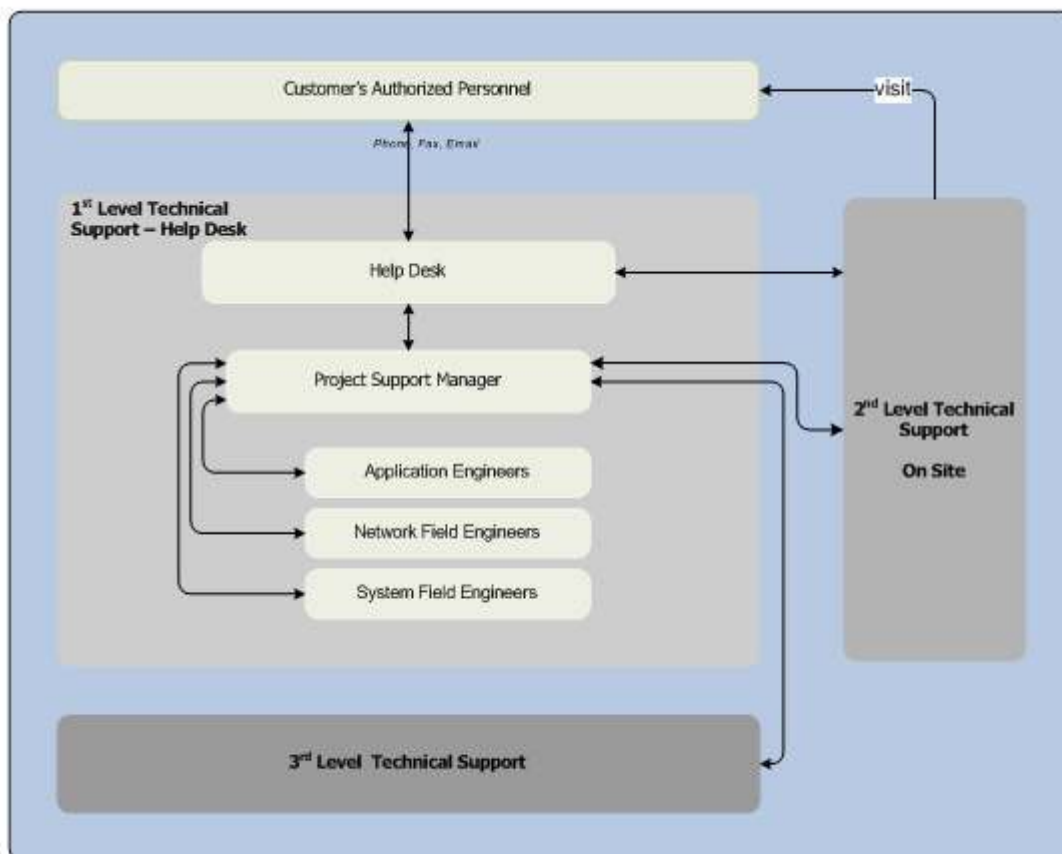 Customer's Authorized Personnel
visit
Phone, Fax, Email
1st Level Technical
Support – Help Desk
Help Desk
Project Support Manager
2nd Level Technical
Support
On Site
Application Engineers
Network Field Engineers
System Field Engineers
3rd Level Technical Support